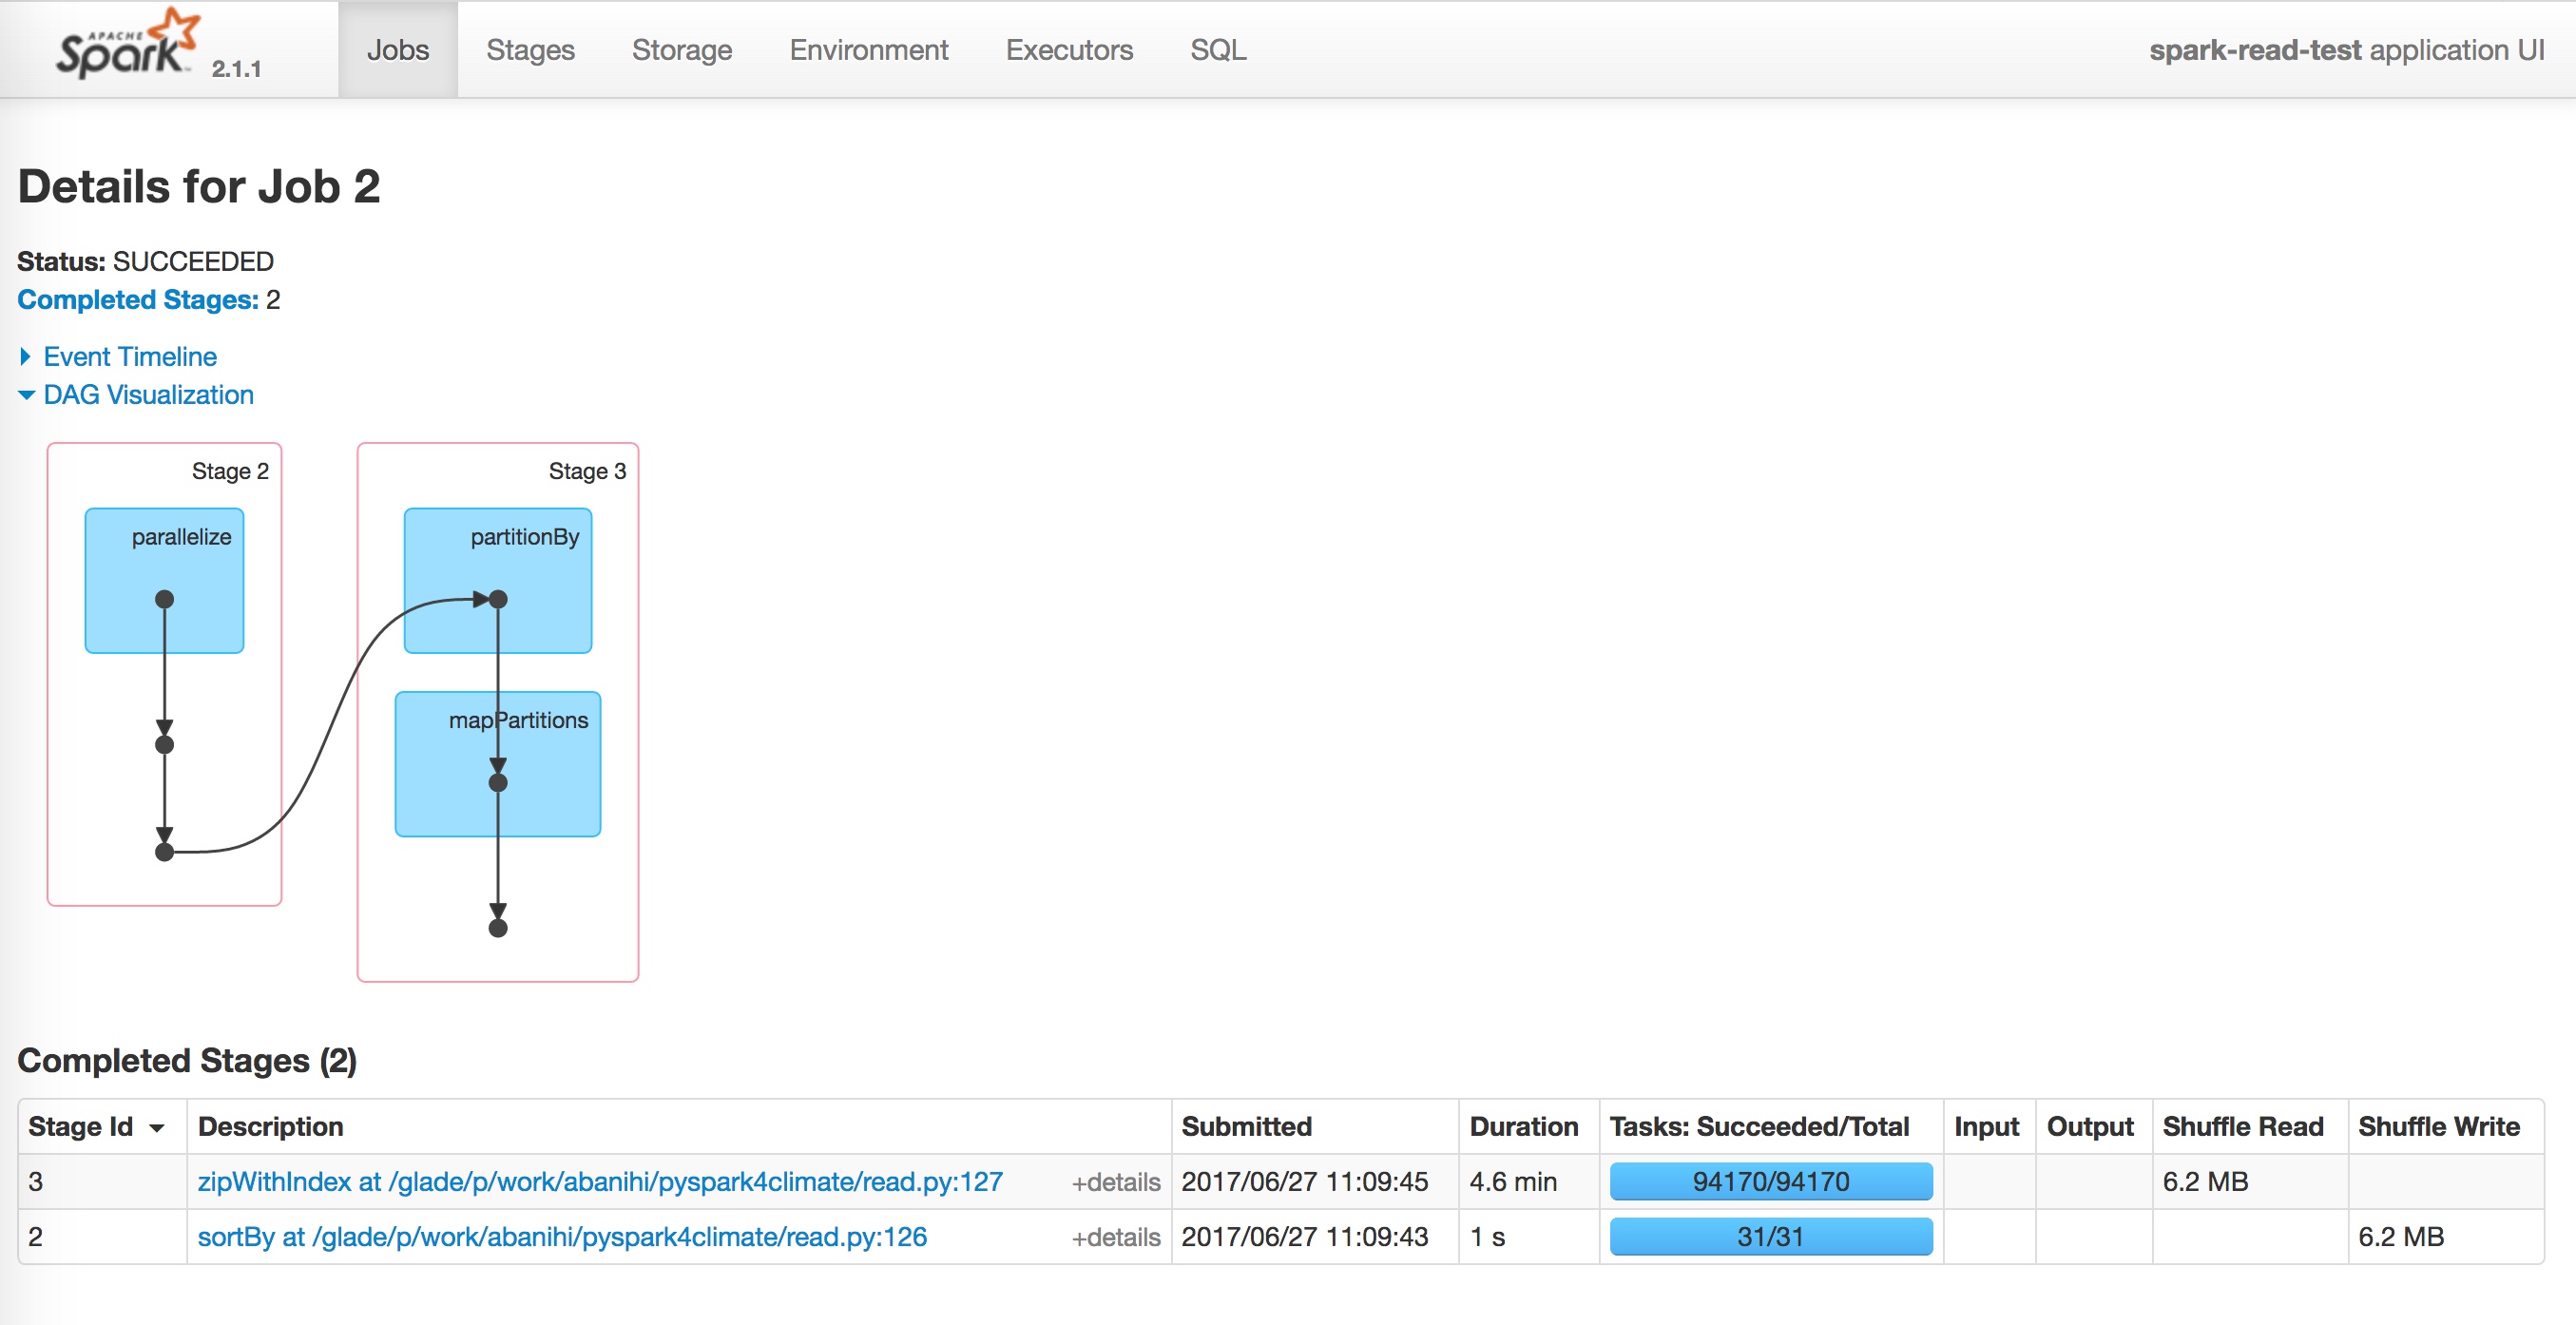 APACHE
Spark™ 2.1.1 Jobs Stages Storage Environment Executors SQL spark-read-test application UI
Details for Job 2
Status: SUCCEEDED
Completed Stages: 2
Event Timeline
DAG Visualization
Stage 2 Stage 3
parallelize partitionBy
mapPartitions
Completed Stages (2)
Stage Id Description Submitted Duration Tasks: Succeeded/Total Input Output Shuffle Read Shuffle Write
3 zipWithIndex at /glade/p/work/abanihi/pyspark4climate/read.py:127 +details 2017/06/27 11:09:45 4.6 min 94170/94170 6.2 MB
2 sortBy at /glade/p/work/abanihi/pyspark4climate/read.py:126 +details 2017/06/27 11:09:43 1 s 31/31 6.2 MB